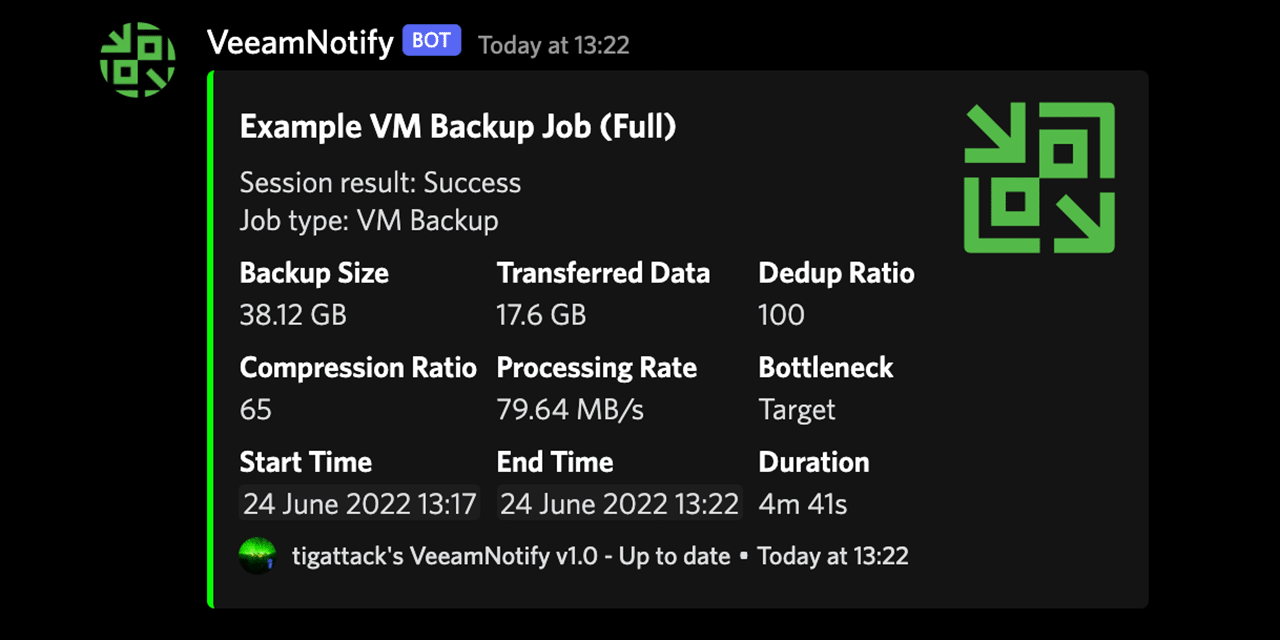 VeeamNotify BOT Today at 13:22
Example VM Backup Job (Full)
Session result: Success
Job type: VM Backup
Backup Size Transferred Data Dedup Ratio
38.12 GB 17.6 GB 100
Compression Ratio Processing Rate Bottleneck
65 79.64 MB/s Target
Start Time End Time Duration
24 June 2022 13:17 24 June 2022 13:22 4m 41s
tigattack's VeeamNotify v1.0 - Up to date • Today at 13:22